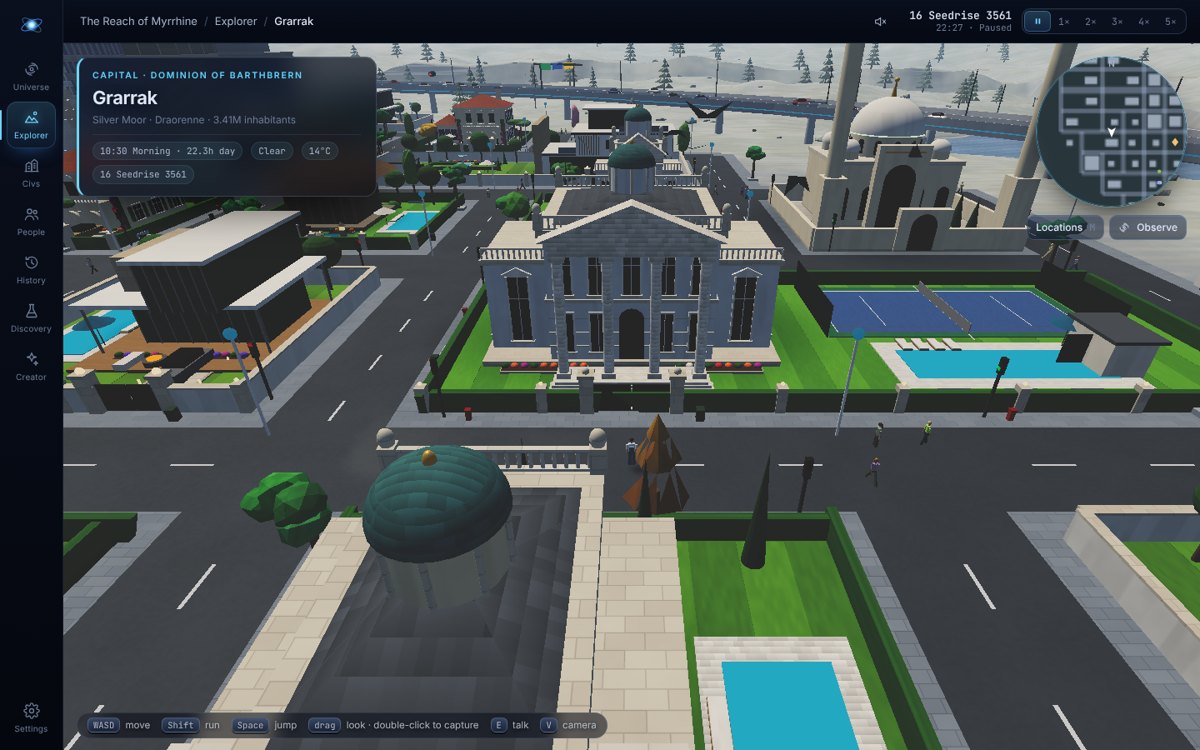 The Reach of Myrrhine / Explorer / Grarrak
16 Seedrise 3561
22:27 · Paused
1×
2×
3×
4×
5×
Universe
Explorer
Civs
People
History
Discovery
Creator
Settings
CAPITAL · DOMINION OF BARTHBRERN
Grarrak
Silver Moor · Draorenne · 3.41M inhabitants
10:30 Morning · 22.3h day
Clear
14°C
16 Seedrise 3561
Locations M
Observe
WASD move Shift run Space jump drag look · double-click to capture E talk V camera